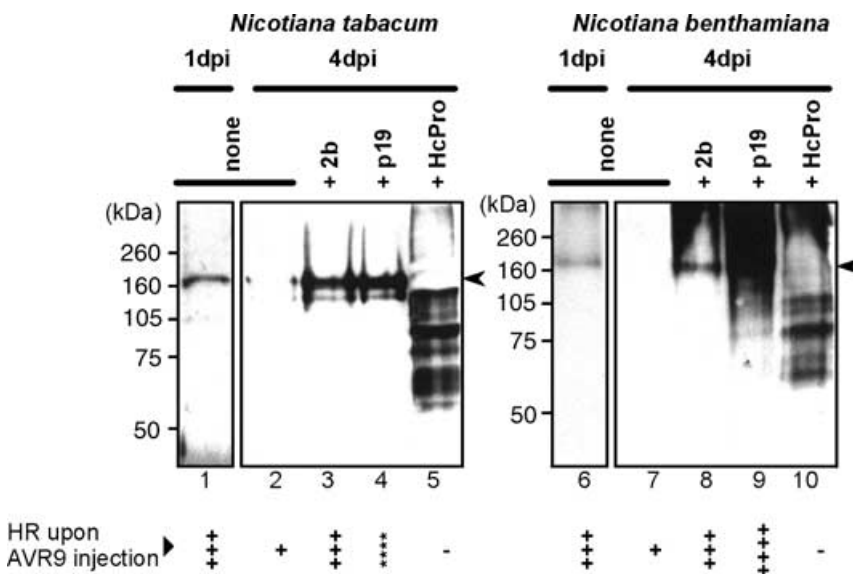 Nicotiana tabacum Nicotiana benthamiana
1dpi 4dpi 1dpi 4dpi
none + 2b + p19 + HcPro none + 2b + p19 + HcPro
(kDa) (kDa)
260 260
160 160
105 105
75 75
50 50
1 2 3 4 5 6 7 8 9 10
HR upon
AVR9 injection +++ + +++ **** - +++ + +++ ++++ -